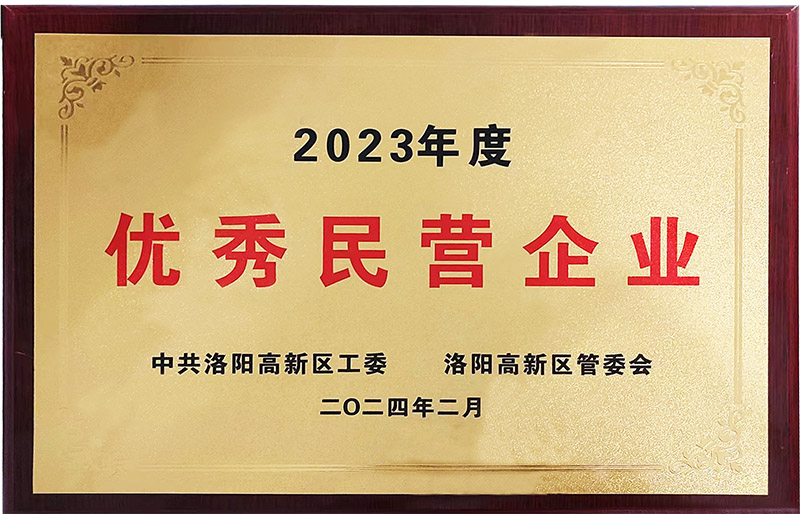 2023年度
优秀民营企业
中共洛阳高新区工委 洛阳高新区管委会
二〇二四年二月